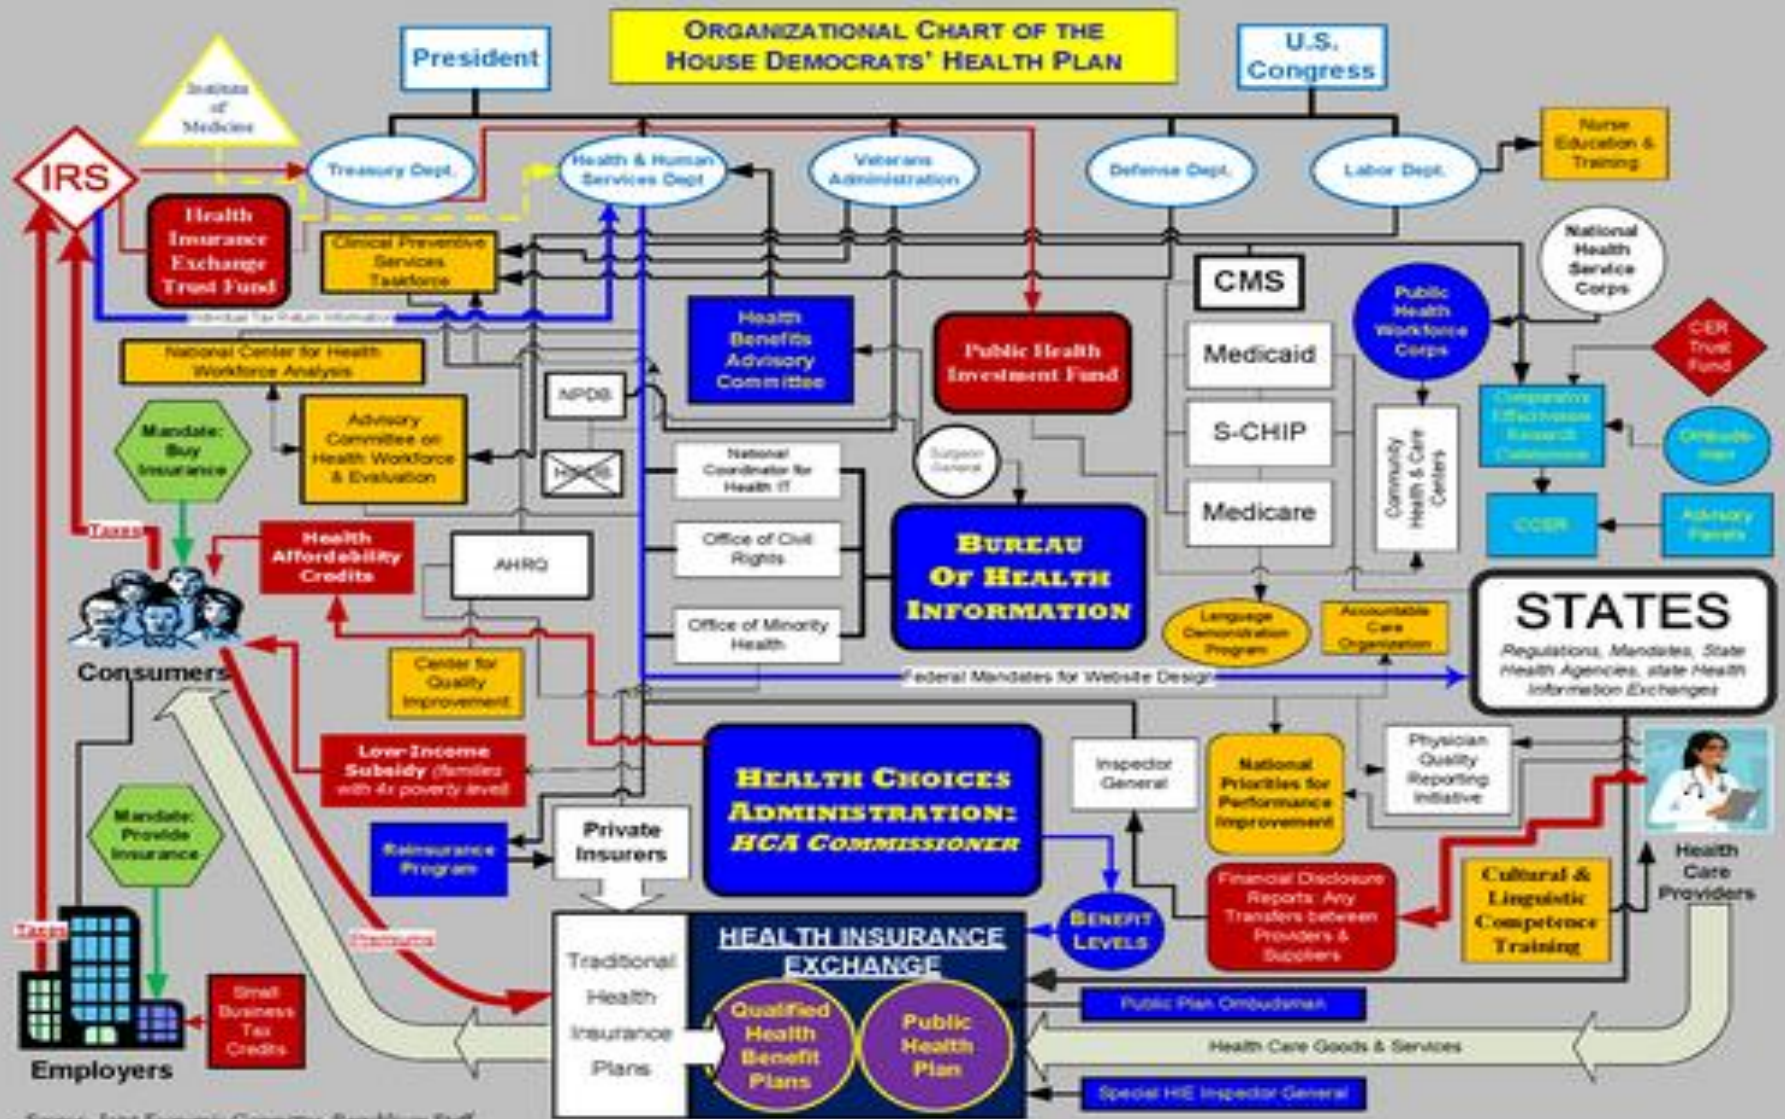 ORGANIZATIONAL CHART OF THE
HOUSE DEMOCRATS' HEALTH PLAN
President
U.S.
Congress
Institute
of
Medicine
IRS
Treasury Dept.
Health & Human
Services Dept
Veterans
Administration
Defense Dept.
Labor Dept.
Nurse
Education &
Training
Health
Insurance
Exchange
Trust Fund
Clinical Preventive
Services
Taskforce
Individual Tax Return Information
National Center for Health
Workforce Analysis
Advisory
Committee on
Health Workforce
& Evaluation
Mandate:
Buy
Insurance
NPDB
Health
Benefits
Advisory
Committee
Public Health
Investment Fund
CMS
Medicaid
S-CHIP
Medicare
Public
Health
Workforce
Corps
National
Health
Service
Corps
CER
Trust
Fund
Comparative
Effectiveness
Research
Community
Health & Care
Centers
CCER
Advisory
Panels
Surgeon
General
National
Coordinator for
Health IT
Office of Civil
Rights
Office of Minority
Health
BUREAU
OF HEALTH
INFORMATION
Taxes
Health
Affordability
Credits
AHRQ
Consumers
Center for
Quality
Improvement
Language
Demonstration
Program
Accountable
Care
Organization
STATES
Regulations, Mandates, State
Health Agencies, state Health
Information Exchanges
Federal Mandates for Website Design
Low-Income
Subsidy (families
with 4x poverty level)
HEALTH CHOICES
ADMINISTRATION:
HCA COMMISSIONER
Inspector
General
National
Priorities for
Performance
Improvement
Physician
Quality
Reporting
Initiative
Health
Care
Providers
Mandate:
Provide
Insurance
Reinsurance
Program
Private
Insurers
BENEFIT
LEVELS
Financial Disclosure
Reports: Any
Transfers between
Providers &
Suppliers
Cultural &
Linguistic
Competence
Training
Taxes
Premiums
Employers
Small
Business
Tax
Credits
Traditional
Health
Insurance
Plans
HEALTH INSURANCE
EXCHANGE
Qualified
Health
Benefit
Plans
Public
Health
Plan
Public Plan Ombudsman
Health Care Goods & Services
Special HIE Inspector General